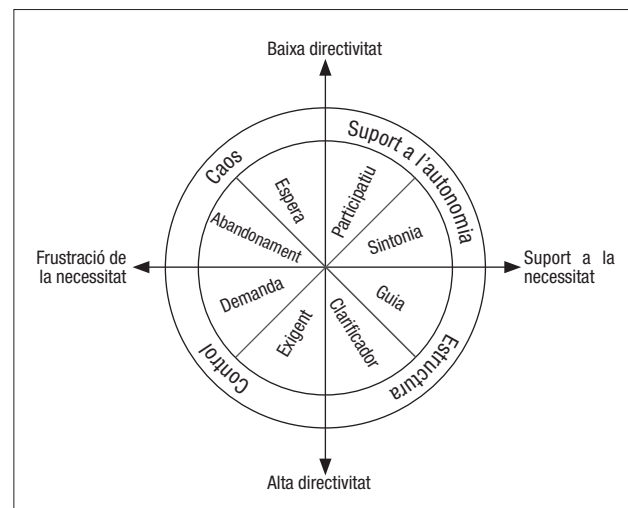 Baixa directivitat
Caos
Suport a l'autonomia
Espera
Participatiu
Abandonament
Sintonia
Frustració de
la necessitat
Suport a la
necessitat
Demanda
Guia
Exigent
Clarificador
Control
Estructura
Alta directivitat